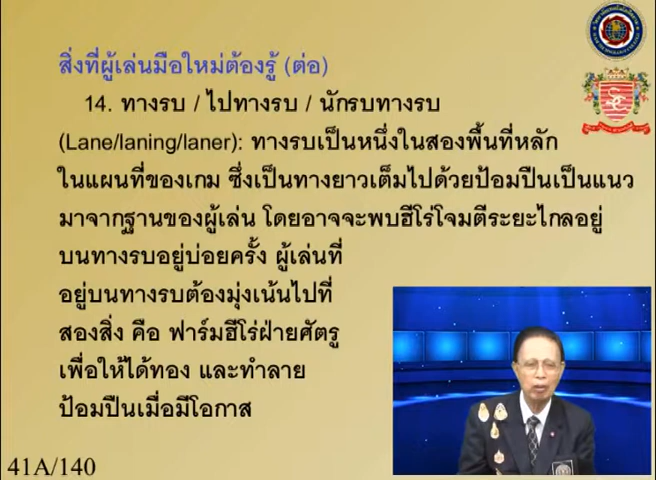 สิ่งที่ผู้เล่นมือใหม่ต้องรู้ (ต่อ)
14. ทางรบ / ไปทางรบ / นักรบทางรบ
(Lane/laning/laner): ทางรบเป็นหนึ่งในสองพื้นที่หลัก
ในแผนที่ของเกม ซึ่งเป็นทางยาวเต็มไปด้วยป้อมปืนเป็นแนว
มาจากฐานของผู้เล่น โดยอาจจะพบฮีโร่โจมตีระยะไกลอยู่
บนทางรบอยู่บ่อยครั้ง ผู้เล่นที่
อยู่บนทางรบต้องมุ่งเน้นไปที่
สองสิ่ง คือ ฟาร์มฮีโร่ฝ่ายศัตรู
เพื่อให้ได้ทอง และทำลาย
ป้อมปืนเมื่อมีโอกาส
41A/140